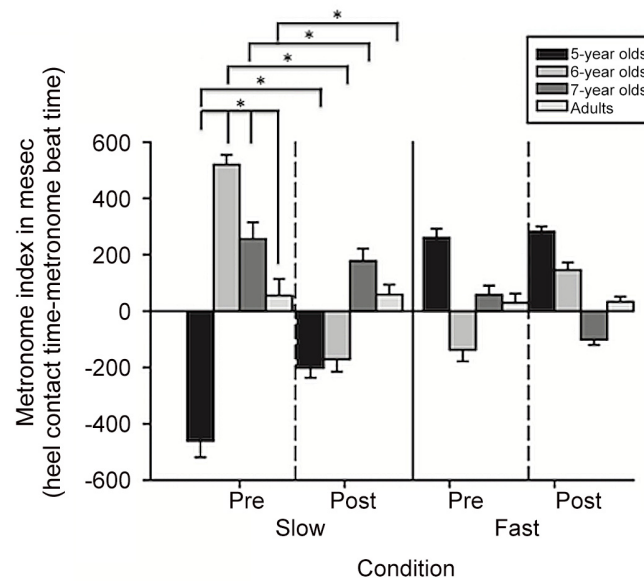 * 
*
*
*
*
5-year olds
6-year olds
7-year olds
Adults
Metronome index in mesec
(heel contact time-metronome beat time)
600
400
200
0
-200
-400
-600
Pre Post Pre Post
Slow Fast
Condition